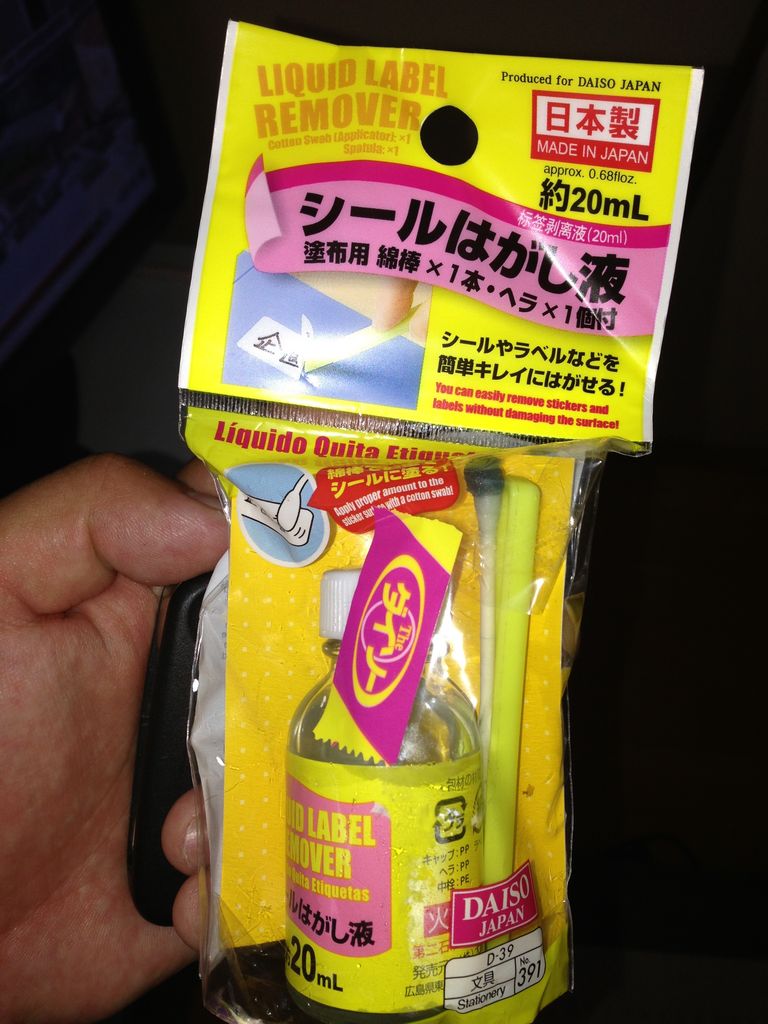 LIQUID LABEL
REMOVER
Cotton Swab (Applicator): ×1
Spatula: ×1
Produced for DAISO JAPAN
日本製
MADE IN JAPAN
approx. 0.68floz.
約20mL
标签剥离液(20ml)
シールはがし液
塗布用 綿棒×1本・ヘラ×1個付
シールやラベルなどを
簡単キレイにはがせる!
You can easily remove stickers and
labels without damaging the surface!
Líquido Quita
シールに塗る
Apply proper amount to the
sticker with a cotton swab!
The
ダイソー
LABEL
Quita Etiquetas
ルはがし液
20mL
キャップ:PP
ヘラ:PP
中栓:PE
火
DAISO
JAPAN
D-39
文具
Stationery
No.
391